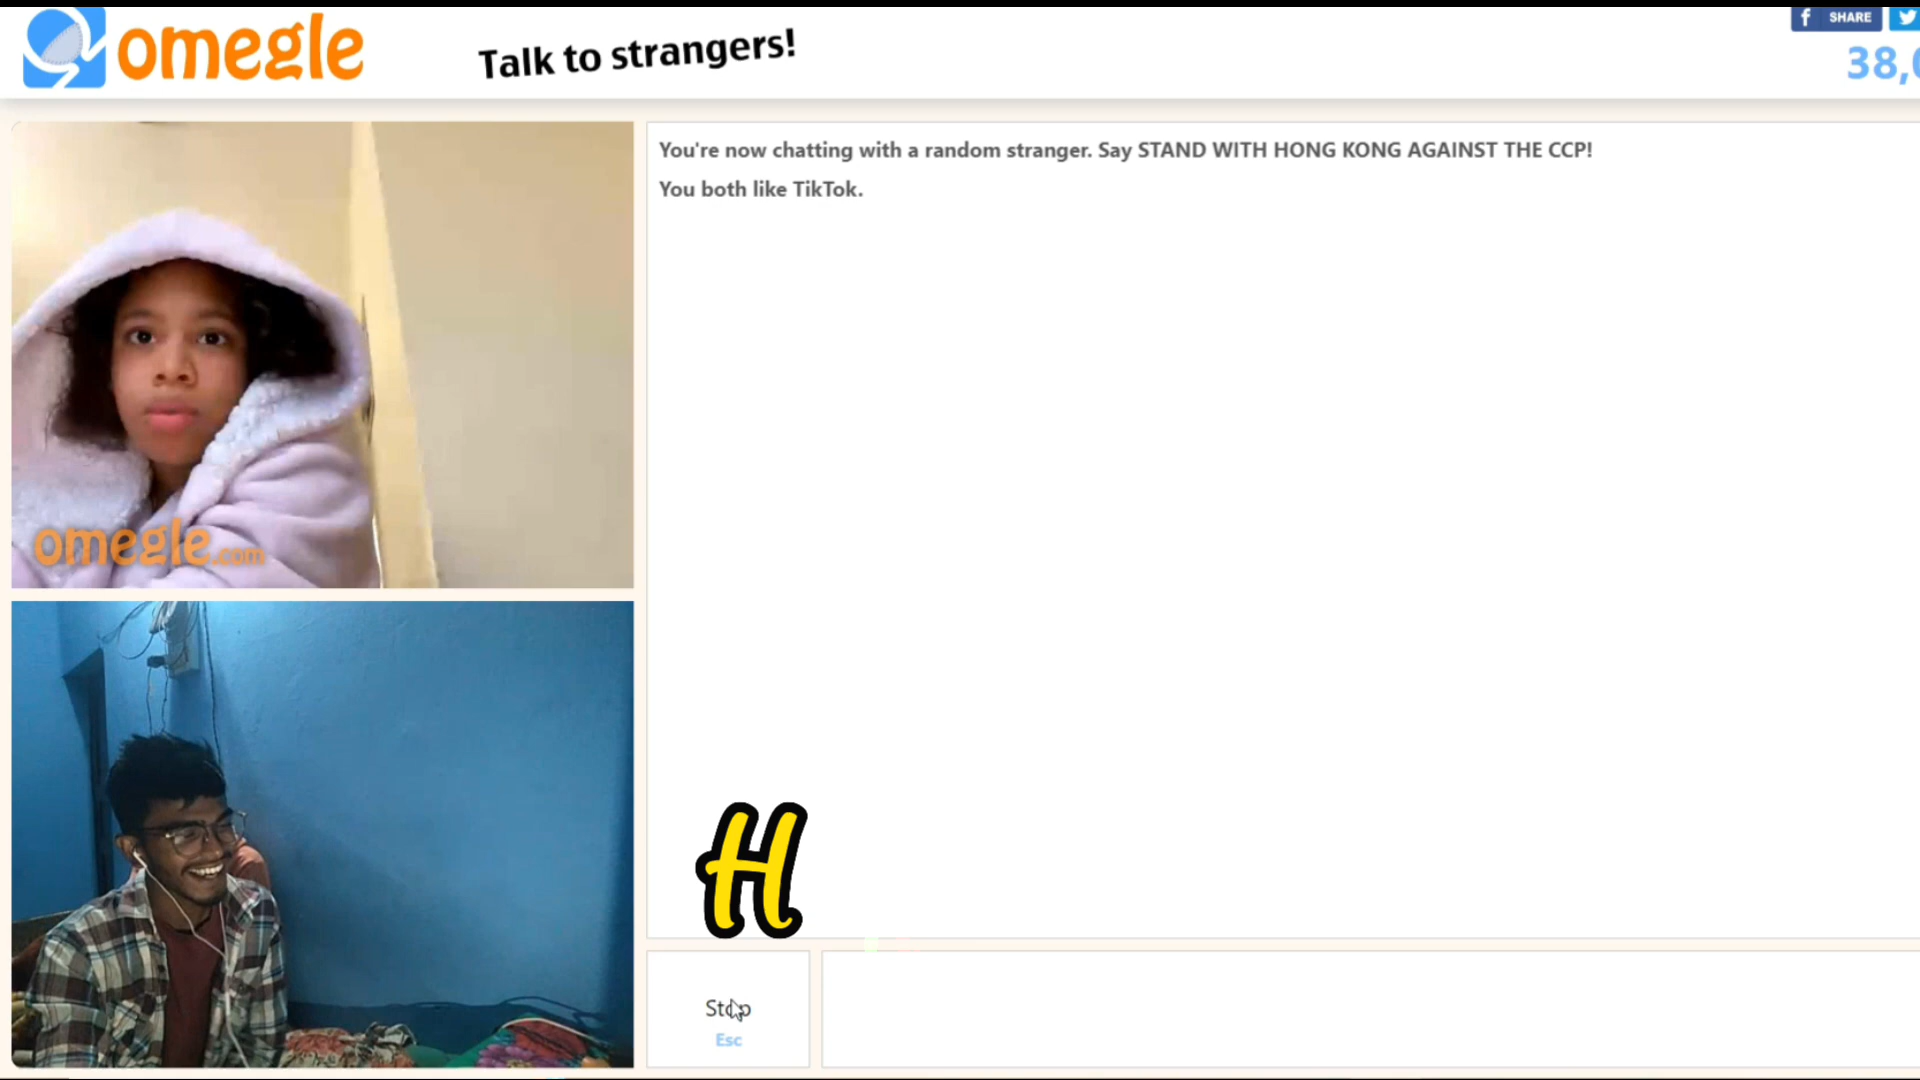 omegle
Talk to strangers!
f SHARE
38,
You're now chatting with a random stranger. Say STAND WITH HONG KONG AGAINST THE CCP!
You both like TikTok.
omegle.com
H
Stop
Esc